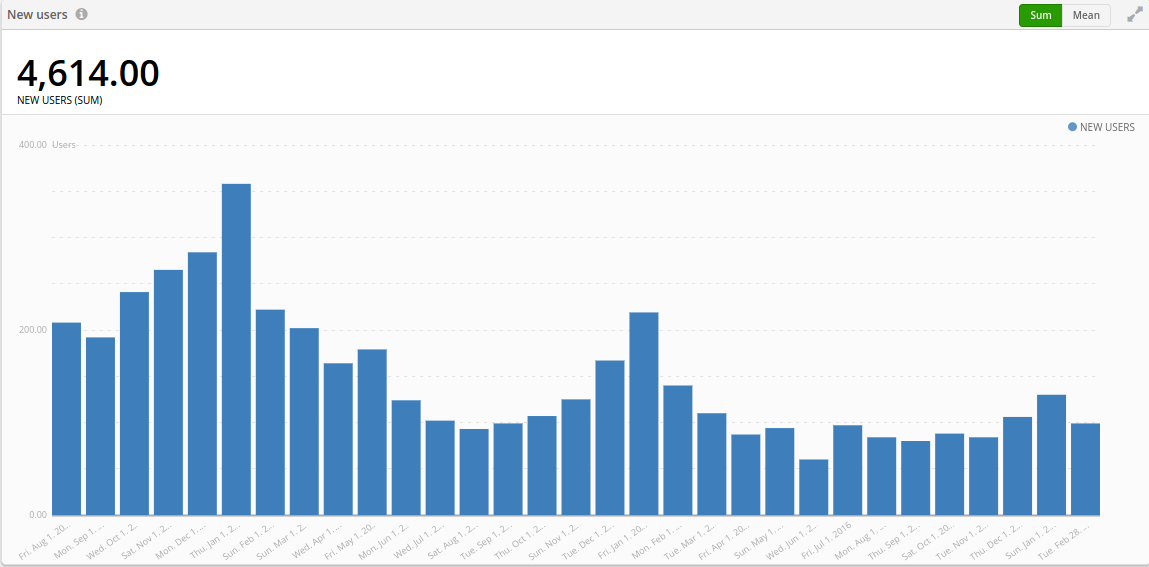 New users
Sum
Mean
4,614.00
NEW USERS (SUM)
NEW USERS
400.00 Users
200.00
0.00
Fri. Aug 1. 20...
Mon. Sep 1. ...
Wed. Oct 1. 2...
Sat. Nov 1. 2...
Mon. Dec 1. ...
Thu. Jan 1. 2...
Sun. Feb 1. 2...
Sun. Mar 1. 2...
Wed. Apr 1. ...
Fri. May 1. 20...
Mon. Jun 1. 2...
Wed. Jul 1. 2...
Sat. Aug 1. 2...
Tue. Sep 1. 2...
Thu. Oct 1. 2...
Sun. Nov 1. 2...
Tue. Dec 1. 2...
Fri. Jan 1. 20...
Mon. Feb 1. ...
Tue. Mar 1. 2...
Fri. Apr 1. 20...
Sun. May 1. ...
Wed. Jun 1. 2...
Fri. Jul 1. 2016
Mon. Aug 1. ...
Thu. Sep 1. 2...
Sat. Oct 1. 20...
Tue. Nov 1. 2...
Thu. Dec 1. 2...
Sun. Jan 1. 2...
Tue. Feb 28. ...